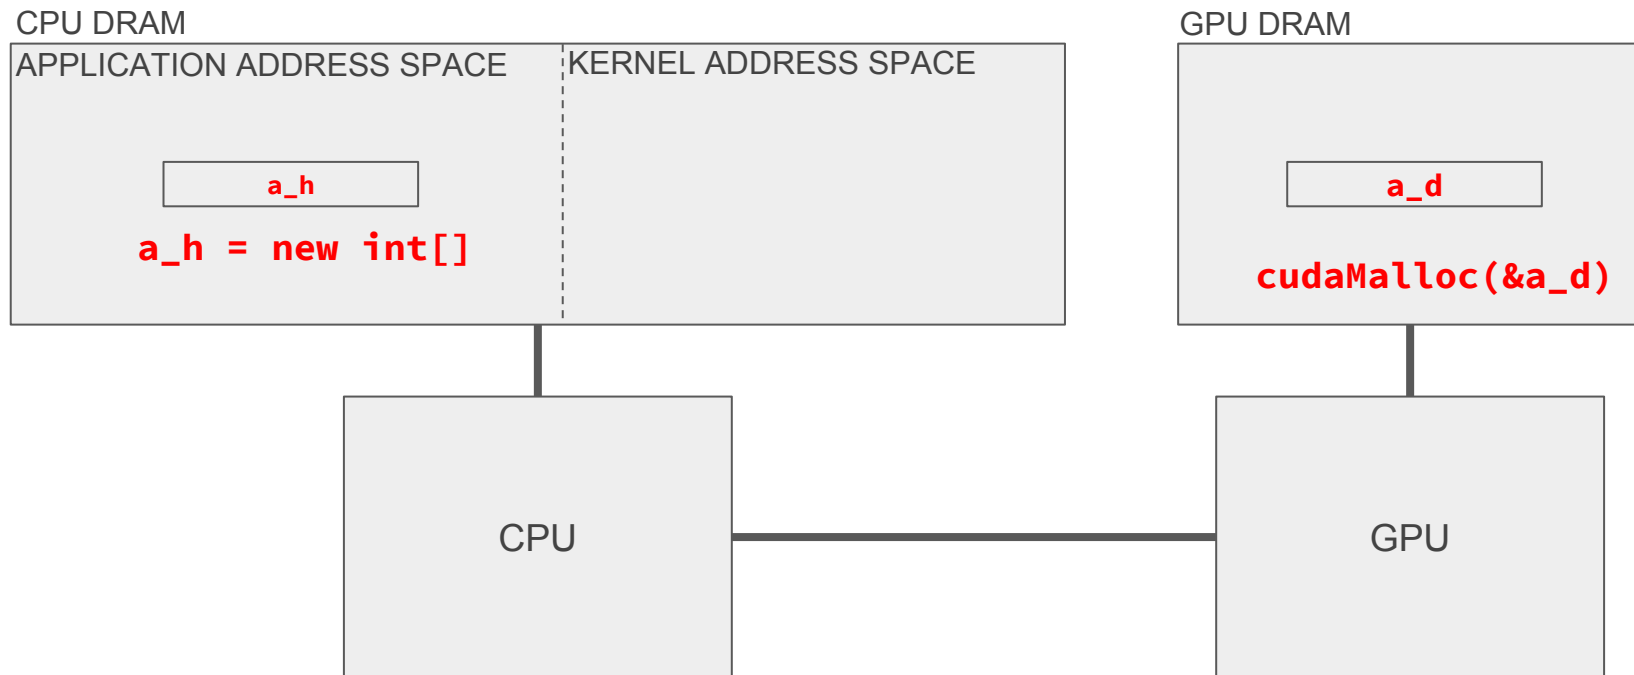 CPU DRAM
APPLICATION ADDRESS SPACE
KERNEL ADDRESS SPACE
a_h
a_h = new int[]
GPU DRAM
a_d
cudaMalloc(&a_d)
CPU
GPU